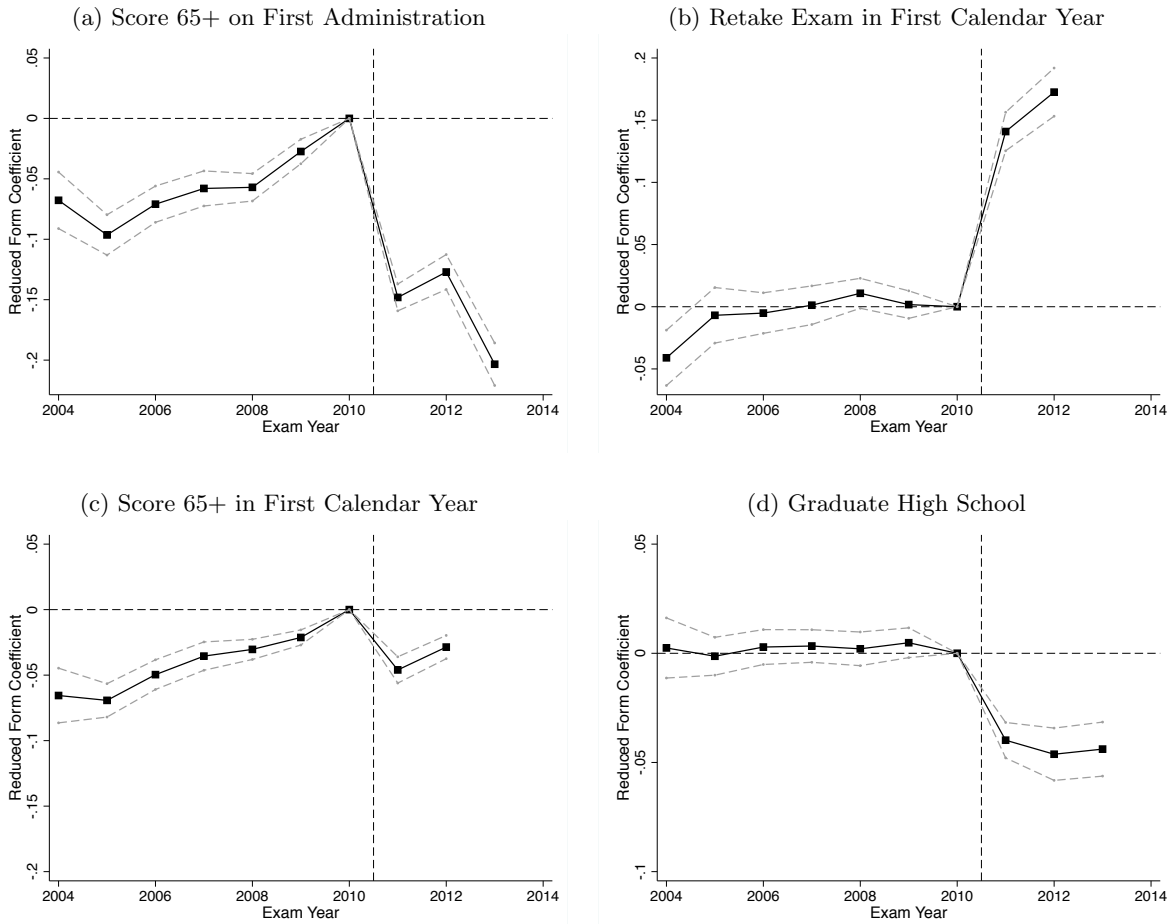 (a) Score 65+ on First Administration
.05
0
-.05
-.1
-.15
-.2
Reduced Form Coefficient
2004 2006 2008 2010 2012 2014
Exam Year
(b) Retake Exam in First Calendar Year
.2
.15
.1
.05
0
-.05
Reduced Form Coefficient
2004 2006 2008 2010 2012 2014
Exam Year
(c) Score 65+ in First Calendar Year
.05
0
-.05
-.1
-.15
-.2
Reduced Form Coefficient
2004 2006 2008 2010 2012 2014
Exam Year
(d) Graduate High School
.05
0
-.05
-.1
Reduced Form Coefficient
2004 2006 2008 2010 2012 2014
Exam Year